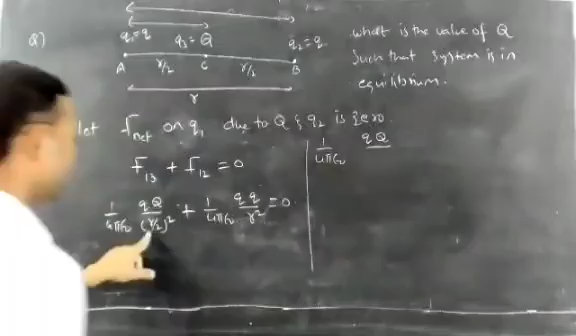 Q)
q₁=q q₃=Q q₂=q
A r/2 C r/2 B
r
what is the value of Q
Such that System is in
equilibrium.
let Fnet on q₁ due to Q & q₂ is zero.
F₁₃ + F₁₂ = 0
1/4πε₀ qQ/(r/2)² + 1/4πε₀ qq/r² = 0
1/4πε₀ qQ